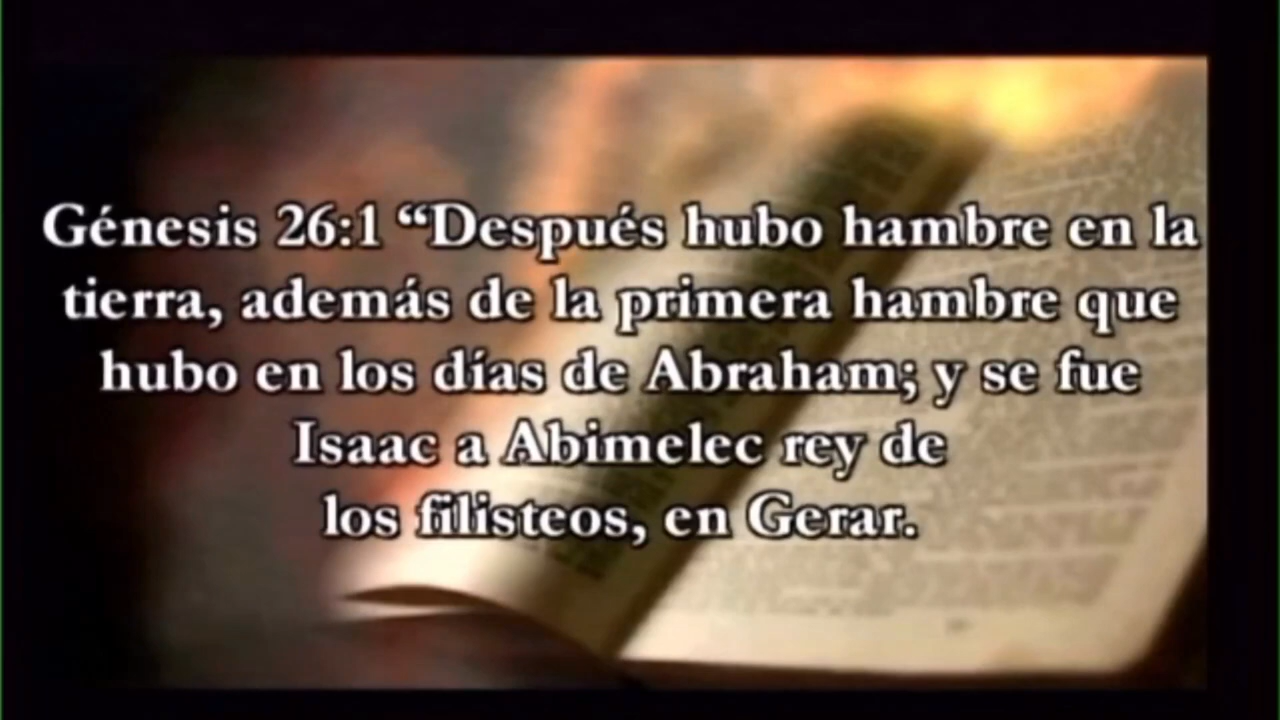 Génesis 26:1 “Después hubo hambre en la
tierra, además de la primera hambre que
hubo en los días de Abraham; y se fue
Isaac a Abimelec rey de
los filisteos, en Gerar.